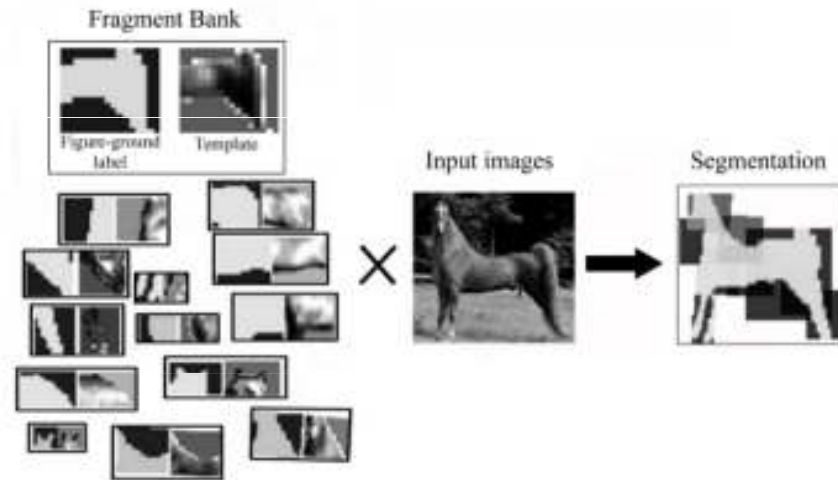 Fragment Bank
Figure-ground
label
Template
Input images
Segmentation